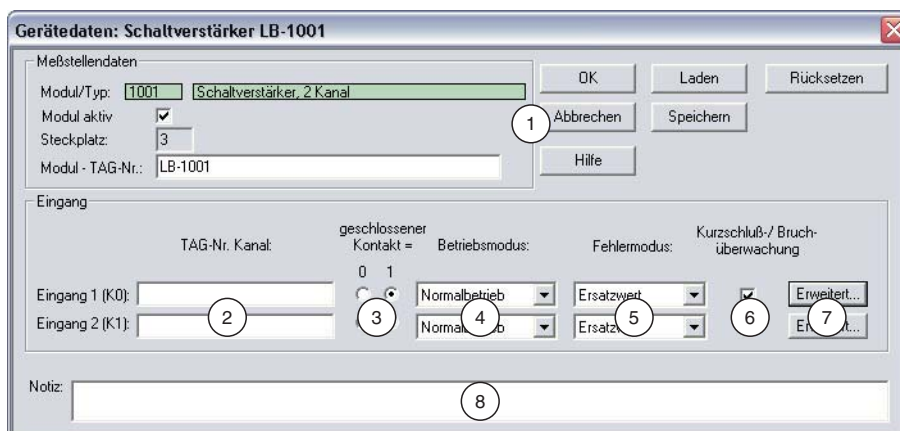 Gerätedaten: Schaltverstärker LB-1001
Meßstellendaten
Modul/Typ: 1001 Schaltverstärker, 2 Kanal
Modul aktiv
Steckplatz: 3
Modul - TAG-Nr.: LB-1001
OK Laden Rücksetzen
1 Abbrechen Speichern
Hilfe
Eingang
TAG-Nr. Kanal: geschlossener Kontakt = Betriebsmodus: Fehlermodus: Kurzschluß-/ Bruch-
überwachung
0 1
Eingang 1 (K0): Normalbetrieb Ersatzwert Erweitert...
Eingang 2 (K1):
2 3 4 5 6 7
Notiz:
8